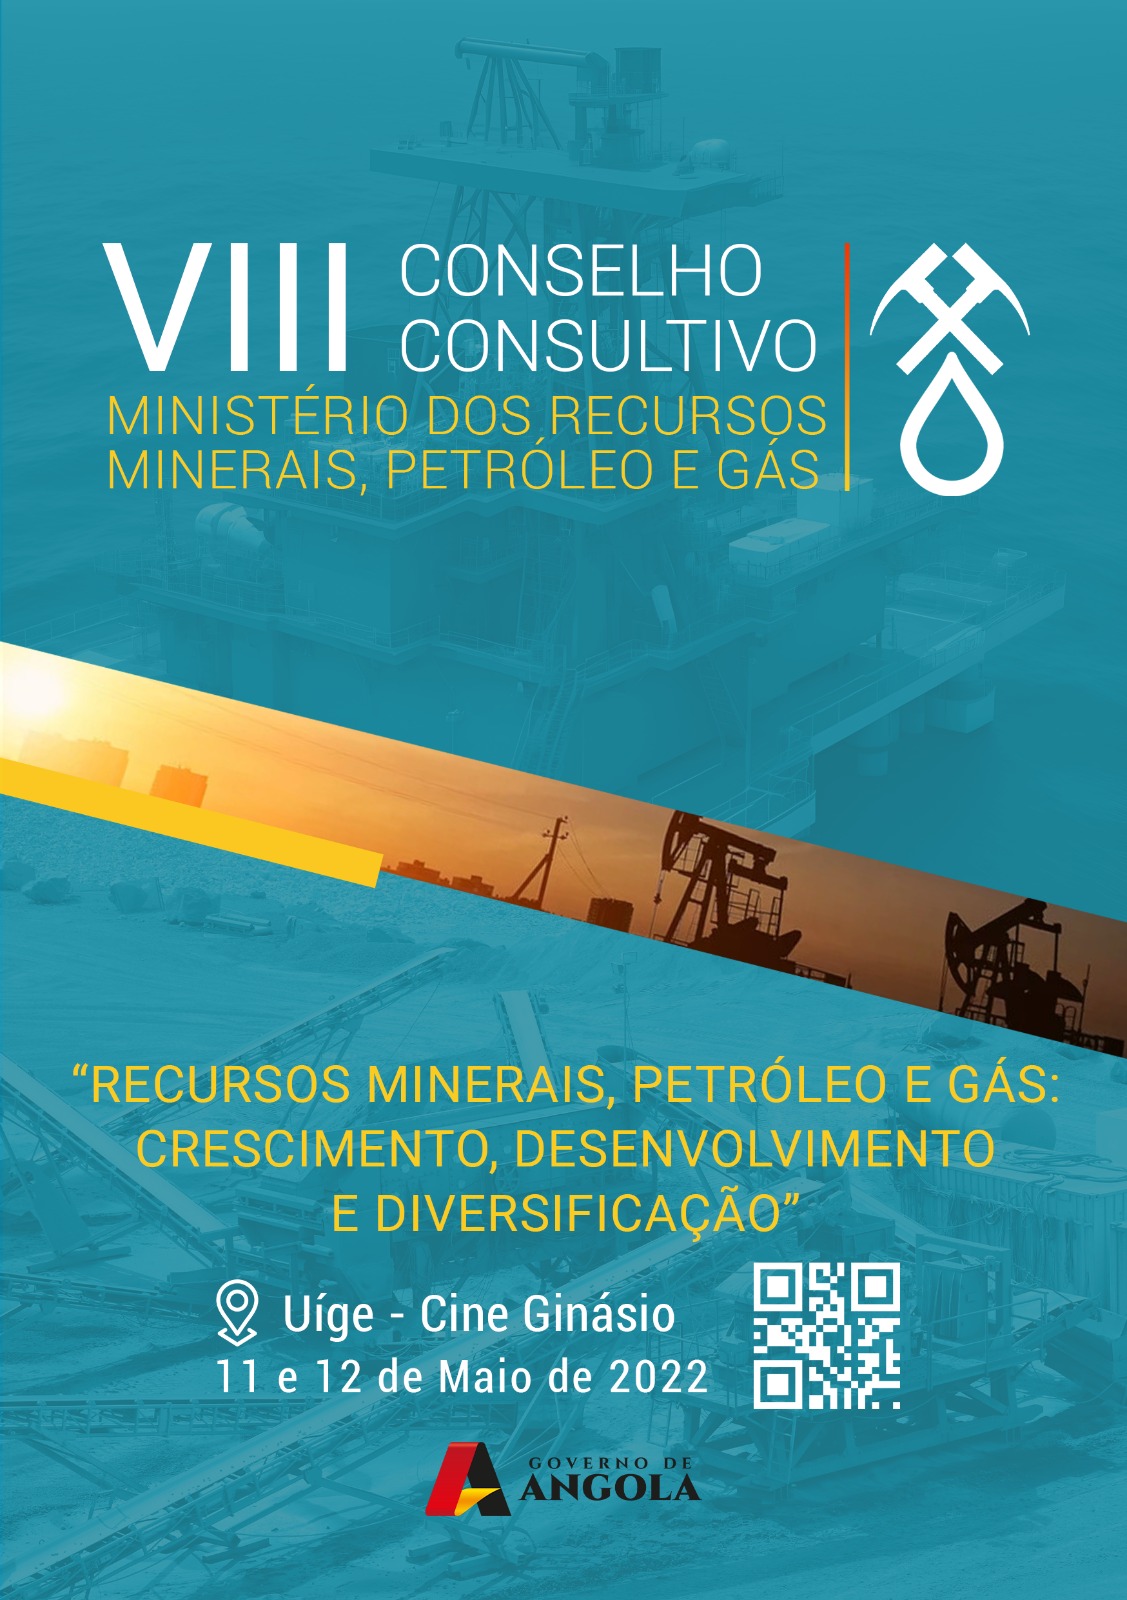 VIII CONSELHO
CONSULTIVO
MINISTÉRIO DOS RECURSOS
MINERAIS, PETRÓLEO E GÁS
“RECURSOS MINERAIS, PETRÓLEO E GÁS:
CRESCIMENTO, DESENVOLVIMENTO
E DIVERSIFICAÇÃO”
Uíge - Cine Ginásio
11 e 12 de Maio de 2022
GOVERNO DE
ANGOLA